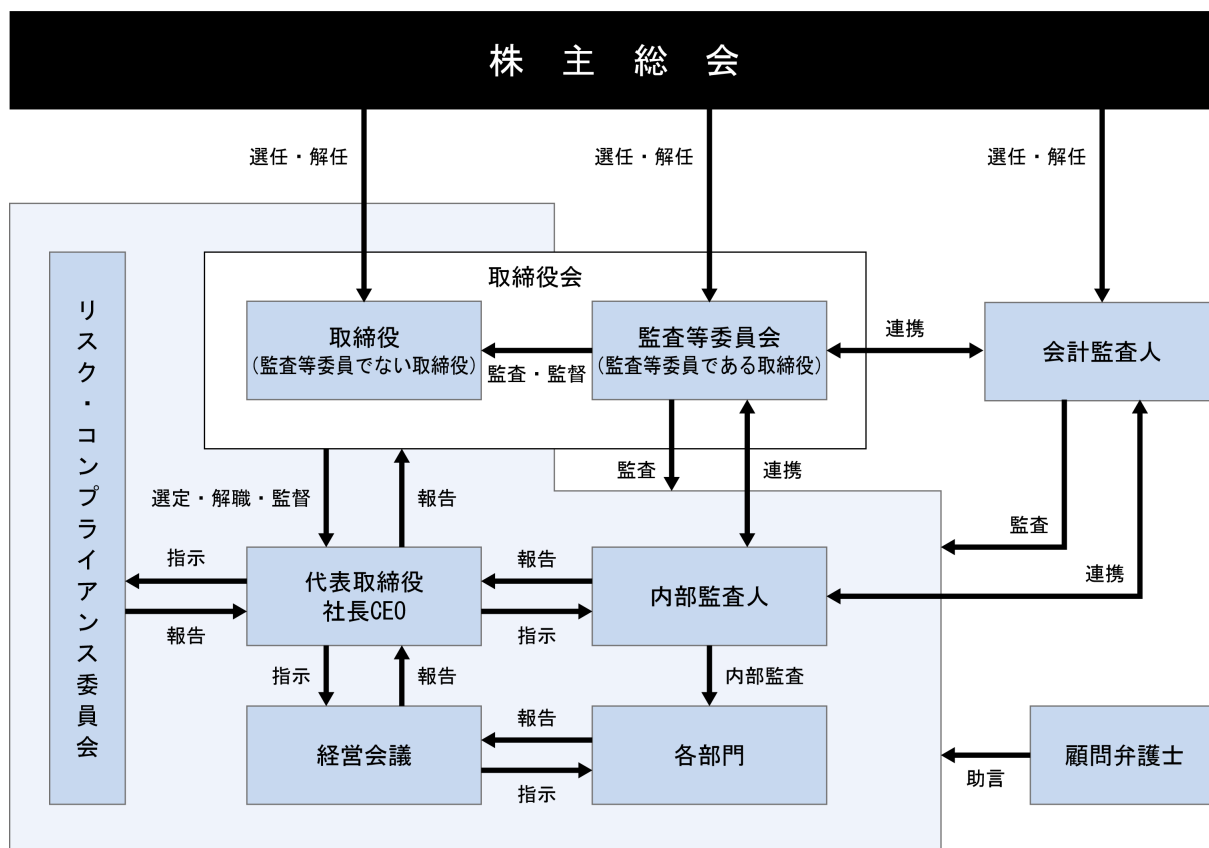 株主総会
選任・解任
選任・解任
選任・解任
取締役会
取締役
(監査等委員でない取締役)
監査・監督
監査等委員会
(監査等委員である取締役)
連携
会計監査人
リスク・コンプライアンス委員会
選定・解職・監督
報告
監査
連携
監査
連携
指示
報告
代表取締役
社長CEO
報告
指示
内部監査人
指示
報告
内部監査
経営会議
報告
指示
各部門
助言
顧問弁護士